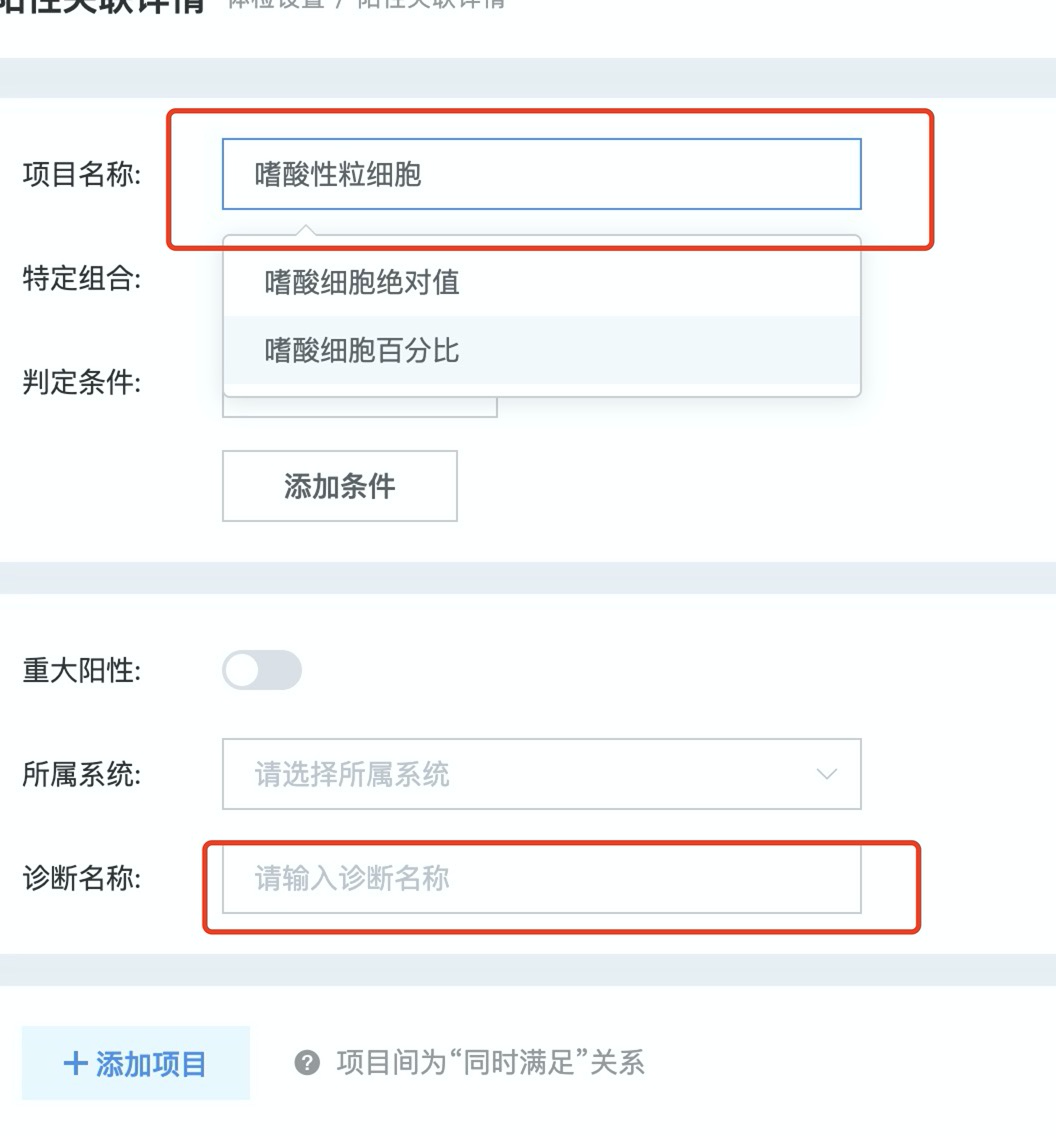 阳性关联详情 体检设置 / 阳性关联详情
项目名称: 嗜酸性粒细胞
特定组合: 嗜酸细胞绝对值
嗜酸细胞百分比
判定条件:
添加条件
重大阳性:
所属系统: 请选择所属系统
诊断名称: 请输入诊断名称
+ 添加项目 ? 项目间为“同时满足”关系